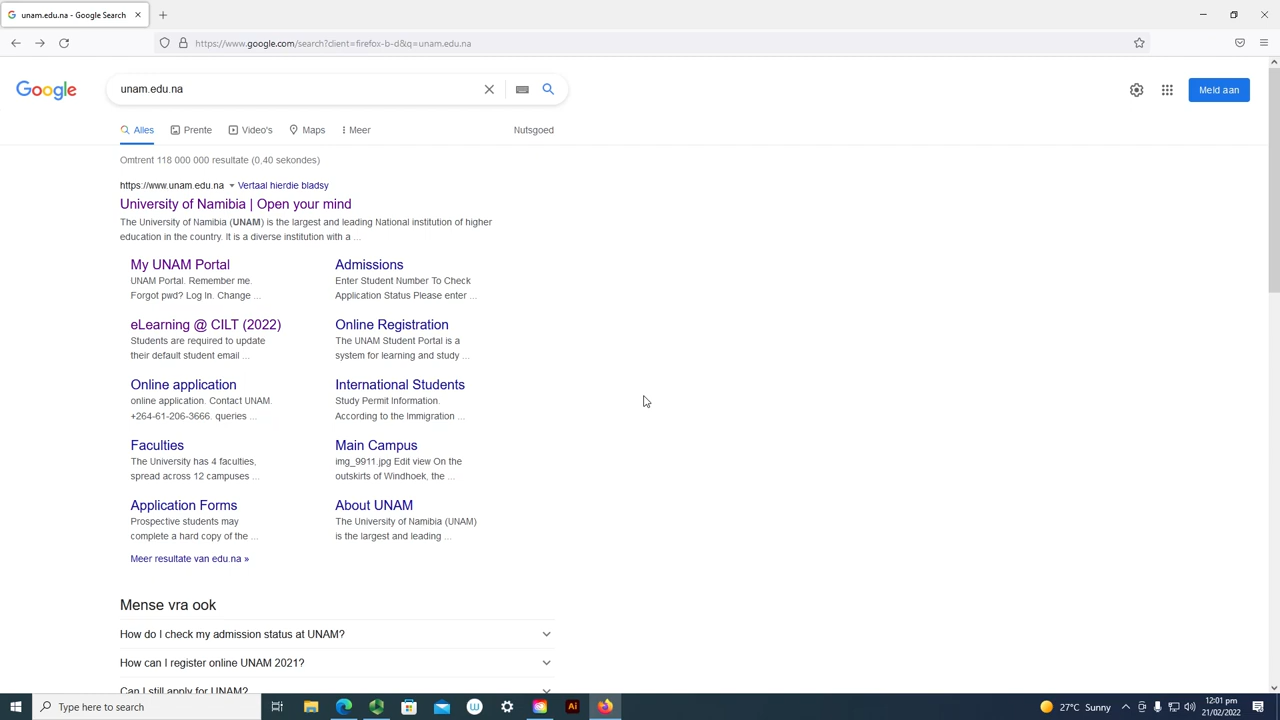 unam.edu.na - Google Search
https://www.google.com/search?client=firefox-b-d&q=unam.edu.na
Google
unam.edu.na
Meld aan
Alles
Prente
Video's
Maps
Meer
Nutsgoed
Omtrent 118 000 000 resultate (0,40 sekondes)
https://www.unam.edu.na Vertaal hierdie bladsy
University of Namibia | Open your mind
The University of Namibia (UNAM) is the largest and leading National institution of higher
education in the country. It is a diverse institution with a ...
My UNAM Portal
UNAM Portal. Remember me.
Forgot pwd? Log In. Change ...
Admissions
Enter Student Number To Check
Application Status Please enter ...
eLearning @ CILT (2022)
Students are required to update
their default student email ...
Online Registration
The UNAM Student Portal is a
system for learning and study ...
Online application
online application. Contact UNAM.
+264-61-206-3666. queries ...
International Students
Study Permit Information.
According to the Immigration ...
Faculties
The University has 4 faculties,
spread across 12 campuses ...
Main Campus
img_9911.jpg Edit view On the
outskirts of Windhoek, the ...
Application Forms
Prospective students may
complete a hard copy of the ...
About UNAM
The University of Namibia (UNAM)
is the largest and leading ...
Meer resultate van edu.na »
Mense vra ook
How do I check my admission status at UNAM?
How can I register online UNAM 2021?
Can I still apply for UNAM?
Type here to search
Ai
27°C Sunny
12:01 pm
21/02/2022